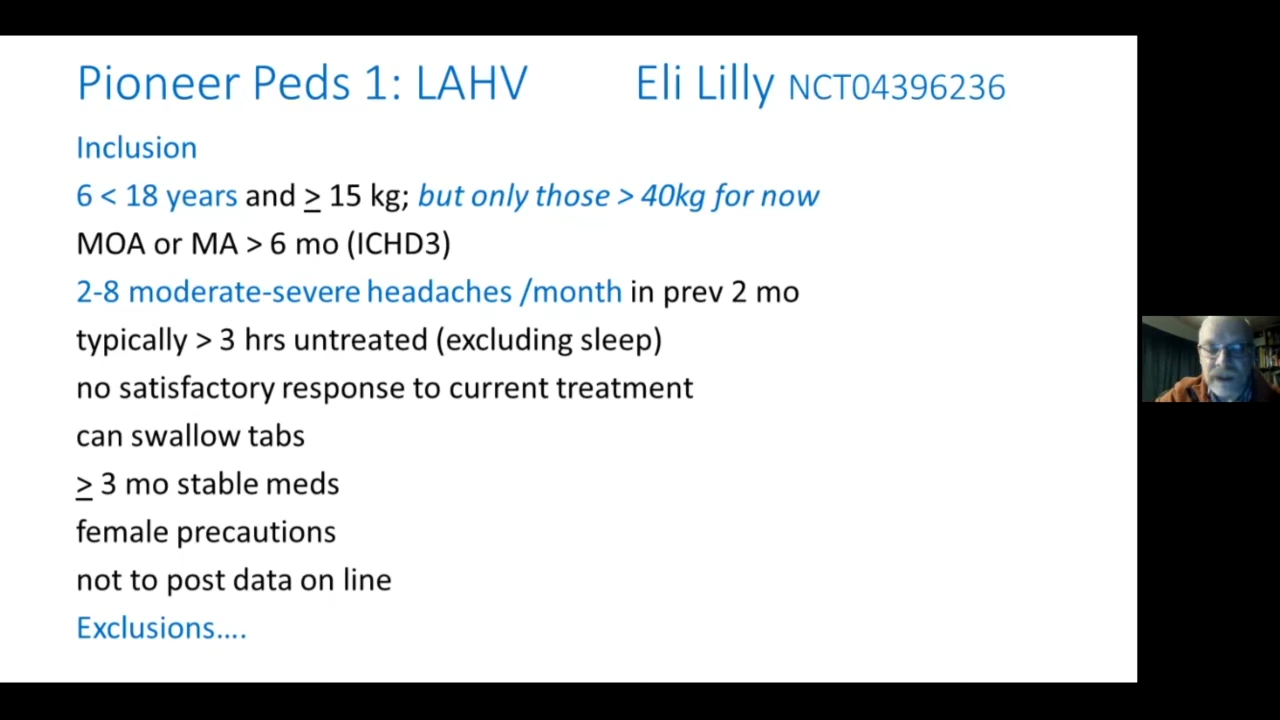 Pioneer Peds 1: LAHV Eli Lilly NCT04396236
Inclusion
6 < 18 years and ≥ 15 kg; but only those > 40kg for now
MOA or MA > 6 mo (ICHD3)
2-8 moderate-severe headaches /month in prev 2 mo
typically > 3 hrs untreated (excluding sleep)
no satisfactory response to current treatment
can swallow tabs
≥ 3 mo stable meds
female precautions
not to post data on line
Exclusions....